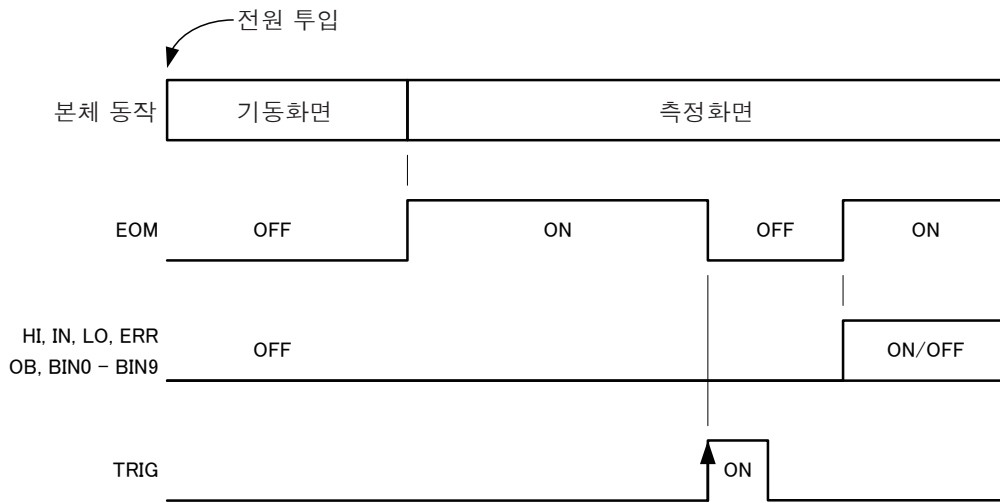 전원 투입
본체 동작
기동화면
측정화면
EOM
OFF
ON
OFF
ON
HI, IN, LO, ERR
OB, BIN0 - BIN9
OFF
ON/OFF
TRIG
ON